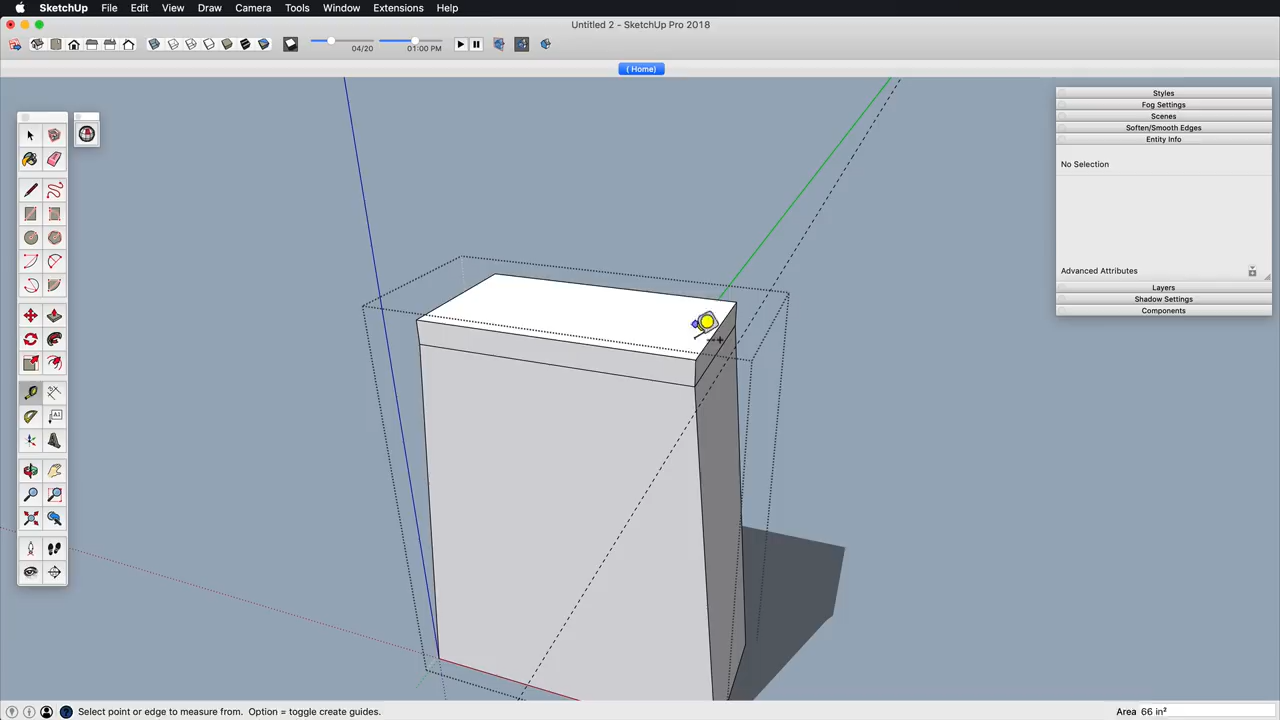 SketchUp File Edit View Camera Draw Tools Window Extensions Help
Untitled 2 - SketchUp Pro 2018
04/20 01:00 PM
( Home)
Styles
Fog Settings
Scenes
Soften/Smooth Edges
Entity Info
No Selection
Advanced Attributes
Layers
Shadow Settings
Components
A1
Select point or edge to measure from. Option = toggle create guides.
Area 66 in²